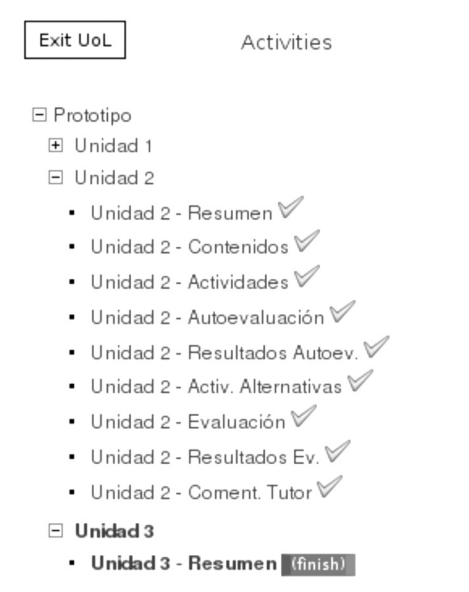 Exit UoL
Activities
Prototipo
Unidad 1
Unidad 2
Unidad 2 - Resumen
Unidad 2 - Contenidos
Unidad 2 - Actividades
Unidad 2 - Autoevaluación
Unidad 2 - Resultados Autoev.
Unidad 2 - Activ. Alternativas
Unidad 2 - Evaluación
Unidad 2 - Resultados Ev.
Unidad 2 - Coment. Tutor
Unidad 3
Unidad 3 - Resumen (finish)